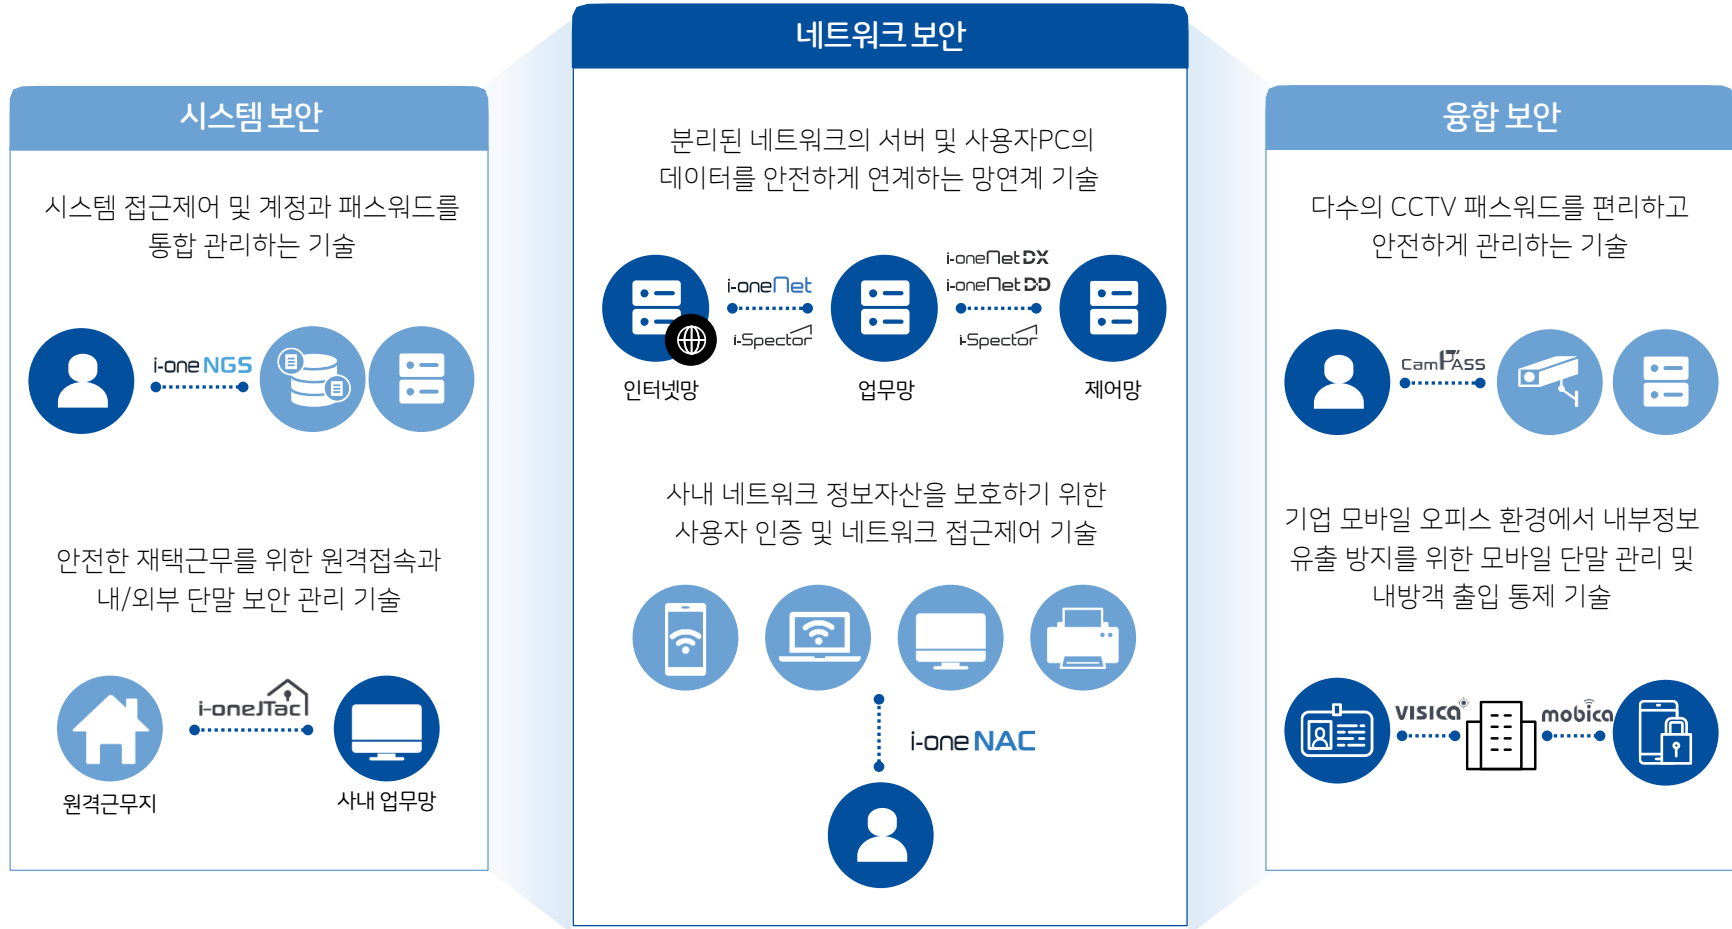 시스템 보안
시스템 접근제어 및 계정과 패스워드를
통합 관리하는 기술
i-one NGS
안전한 재택근무를 위한 원격접속과
내/외부 단말 보안 관리 기술
i-oneJTac
원격근무지
사내 업무망
네트워크 보안
분리된 네트워크의 서버 및 사용자PC의
데이터를 안전하게 연계하는 망연계 기술
i-oneNet
i-Spector
i-oneNet DX
i-oneNet DD
i-Spector
인터넷망
업무망
제어망
사내 네트워크 정보자산을 보호하기 위한
사용자 인증 및 네트워크 접근제어 기술
i-one NAC
융합 보안
다수의 CCTV 패스워드를 편리하고
안전하게 관리하는 기술
CamPASS
기업 모바일 오피스 환경에서 내부정보
유출 방지를 위한 모바일 단말 관리 및
내방객 출입 통제 기술
VISICA
mobica